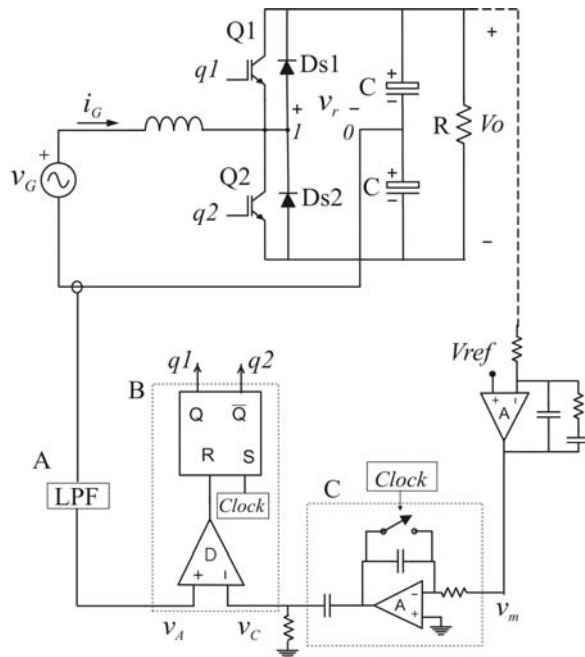 Q1
q1
Ds1
+
C
+
−
+
i_G
+
1
v_r
−
0
R
Vo
+
v_G
Q2
q2
Ds2
C
+
−
−
q1
q2
Vref
B
Q
Q̅
+
−
A
A
R
S
C
Clock
LPF
Clock
D
+
−
A
−
+
v_m
v_A
v_C